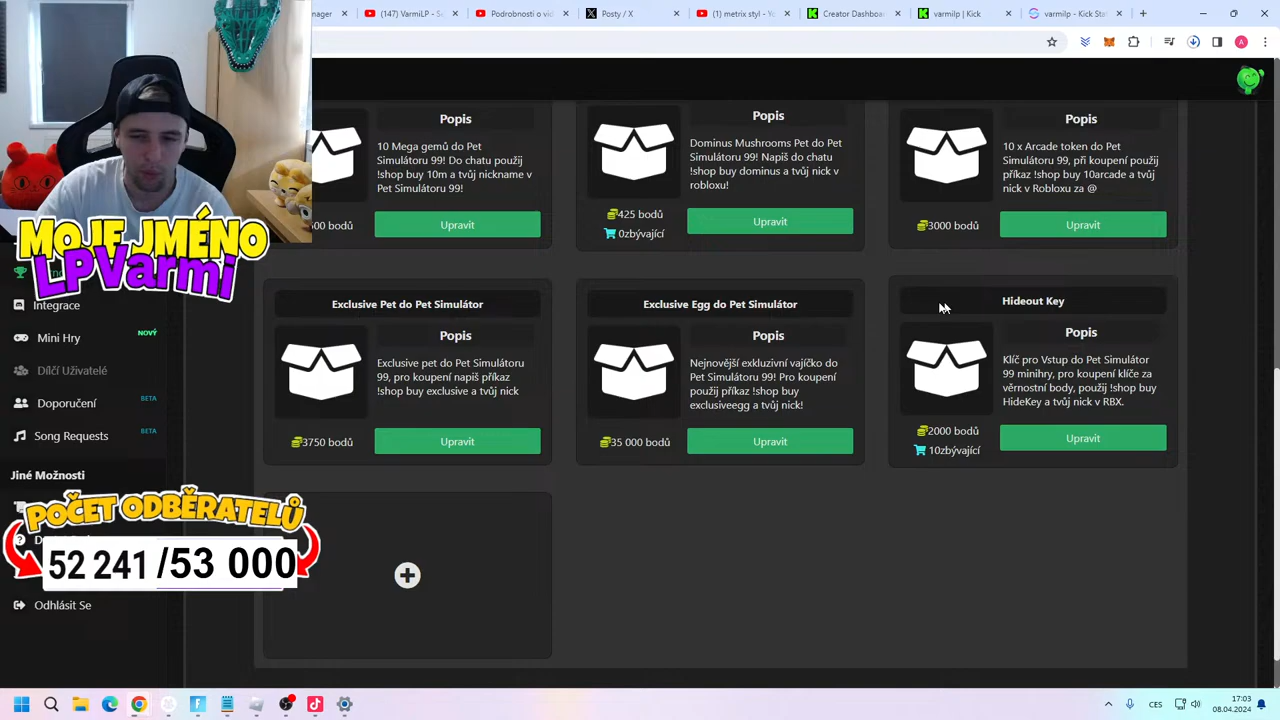 nager
(147) VarmiLP - S
Podrobnosti o vid
Posty / X
(1) metrix styl - Yo
Creator Dashboa
varmilp | Kick
varmilp - Kick Sta
A
Popis
10 Mega gemů do Pet
Simulátoru 99! Do chatu použij
!shop buy 10m a tvůj nickname v
Pet Simulátoru 99!
Upravit
Popis
Dominus Mushrooms Pet do Pet
Simulátoru 99! Napiš do chatu
!shop buy dominus a tvůj nick v
robloxu!
425 bodů
0zbývající
Upravit
Popis
10 x Arcade token do Pet
Simulátoru 99, při koupení použij
příkaz !shop buy 10arcade a tvůj
nick v Robloxu za @
3000 bodů
Upravit
MOJE JMÉNO
LPVarmi
Integrace
Mini Hry
NOVÝ
Dílčí Uživatelé
Doporučení
BETA
Song Requests
BETA
Jiné Možnosti
Odhlásit Se
POČET ODBĚRATELŮ
52 241 /53 000
Exclusive Pet do Pet Simulátor
Popis
Exclusive pet do Pet Simulátoru
99, pro koupení napiš příkaz
!shop buy exclusive a tvůj nick
3750 bodů
Upravit
Exclusive Egg do Pet Simulátor
Popis
Nejnovější exkluzivní vajíčko do
Pet Simulátoru 99! Pro koupení
použij příkaz !shop buy
exclusiveegg a tvůj nick!
35 000 bodů
Upravit
Hideout Key
Popis
Klíč pro Vstup do Pet Simulátor
99 minihry, pro koupení klíče za
věrnostní body, použij !shop buy
HideKey a tvůj nick v RBX.
2000 bodů
10zbývající
Upravit
CES
17:03
08.04.2024